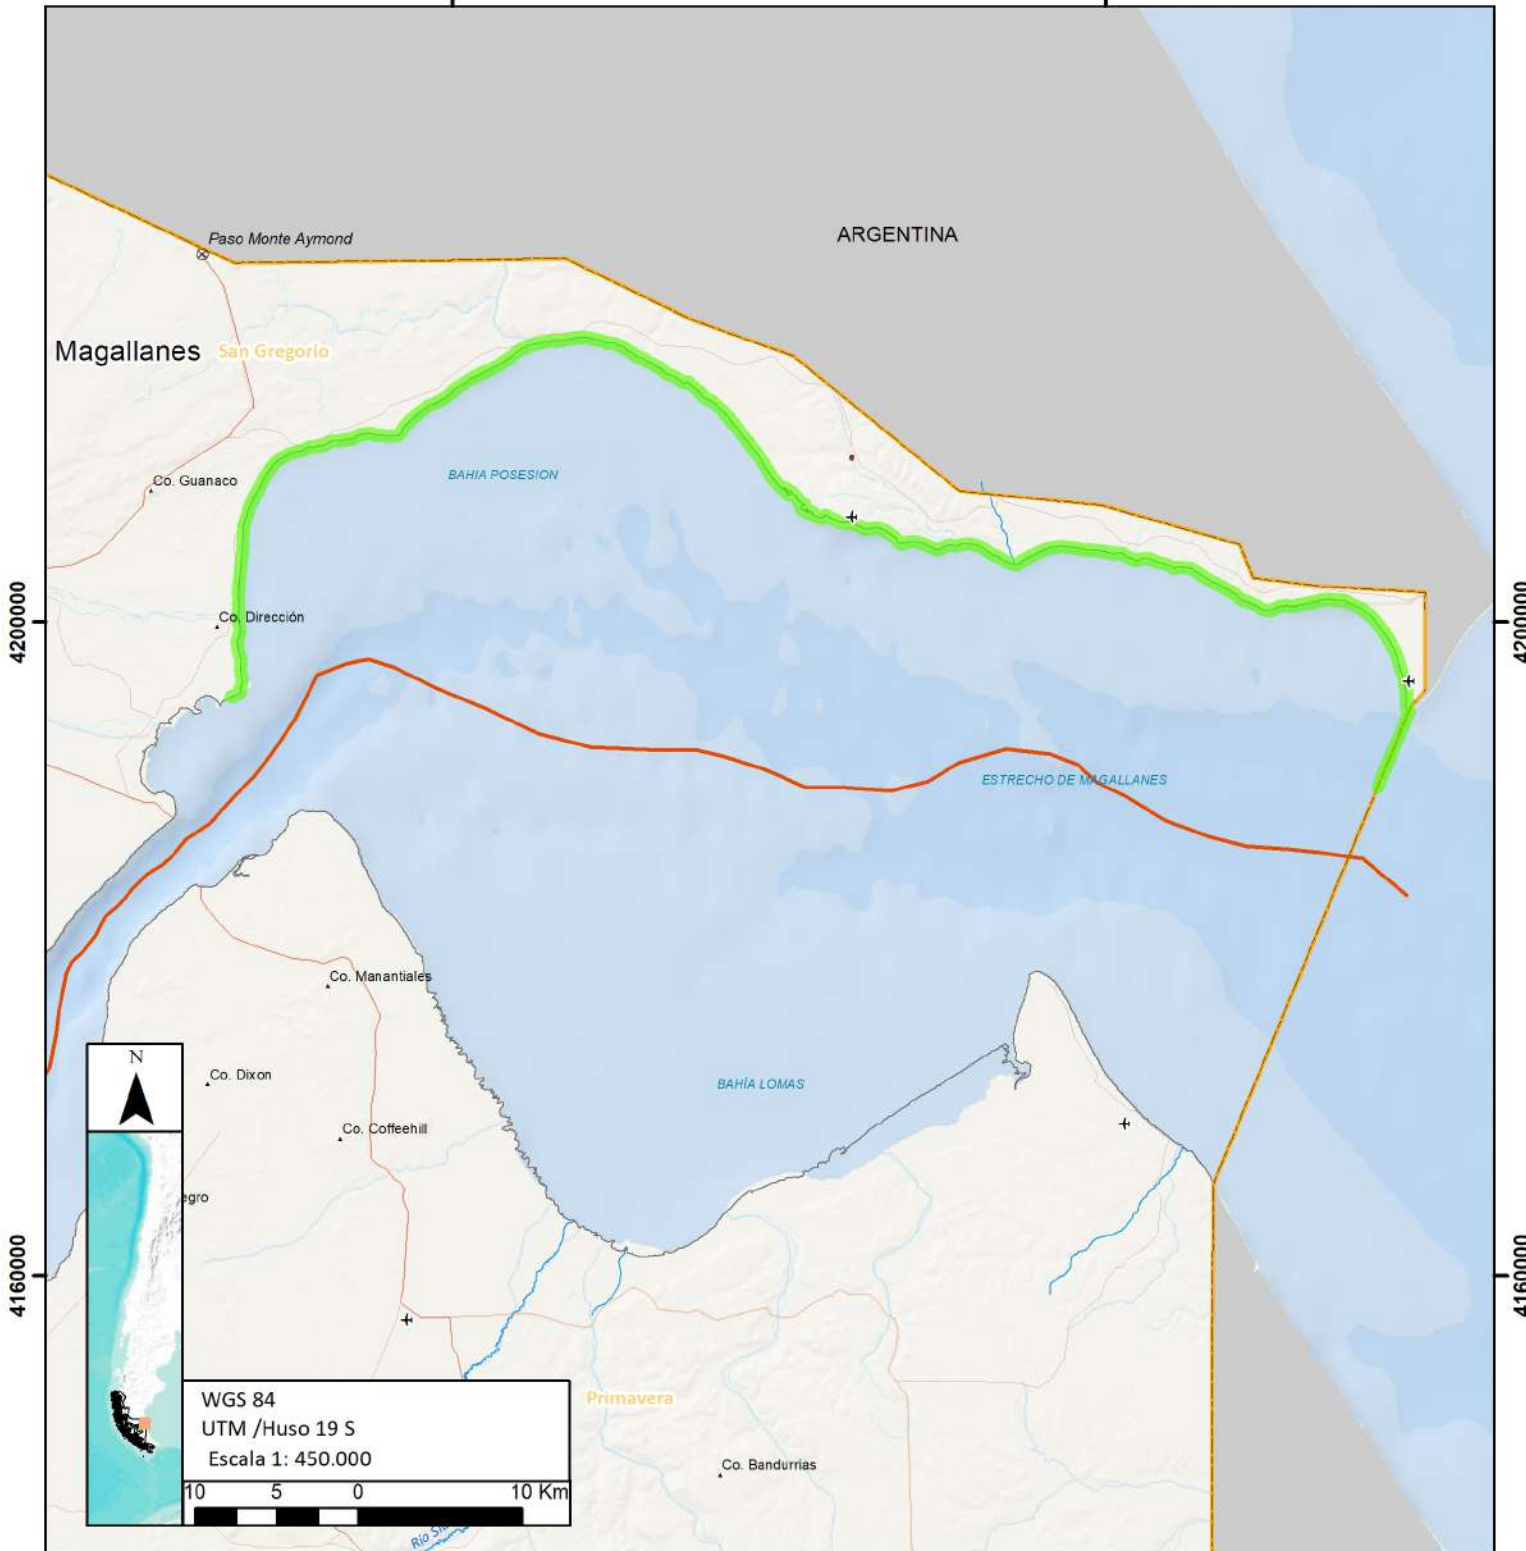 ARGENTINA
Paso Monte Aymond
Magallanes
San Gregorio
BAHIA POSESION
Co. Guanaco
Co. Dirección
4200000
4200000
ESTRECHO DE MAGALLANES
Co. Manantiales
Co. Dixon
BAHÍA LOMAS
Co. Coffeehill
egro
4160000
4160000
Primavera
Co. Bandurrias
N
WGS 84
UTM /Huso 19 S
Escala 1: 450.000
10 5 0 10 Km
Río